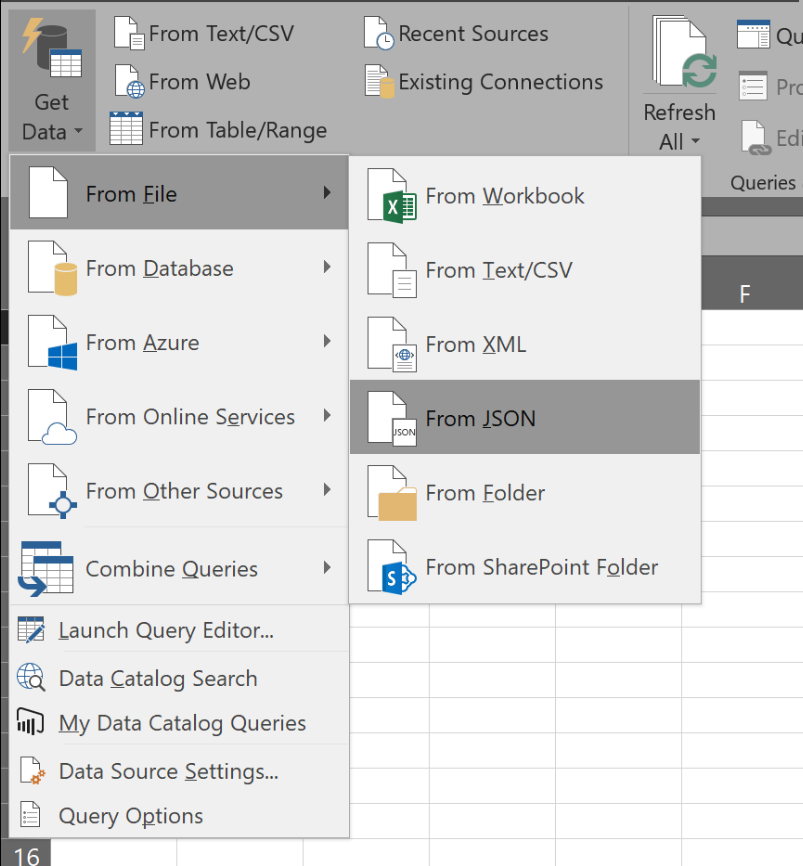 Get
Data
From Text/CSV
From Web
From Table/Range
Recent Sources
Existing Connections
Refresh
All
Queries
From File
From Database
From Azure
From Online Services
From Other Sources
Combine Queries
Launch Query Editor...
Data Catalog Search
My Data Catalog Queries
Data Source Settings...
Query Options
From Workbook
From Text/CSV
From XML
From JSON
JSON
From Folder
From SharePoint Folder
F
16